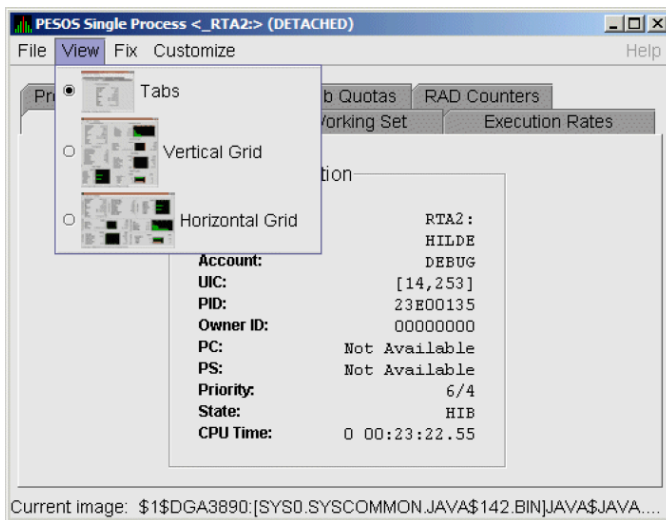 PESOS Single Process <_RTA2:> (DETACHED)
File View Fix Customize Help
Tabs
Vertical Grid
Horizontal Grid
Pr b Quotas RAD Counters
orking Set Execution Rates
tion
RTA2:
HILDE
Account: DEBUG
UIC: [14,253]
PID: 23E00135
Owner ID: 00000000
PC: Not Available
PS: Not Available
Priority: 6/4
State: HIB
CPU Time: 0 00:23:22.55
Current image: $1$DGA3890:[SYS0.SYSCOMMON.JAVA$142.BIN]JAVA$JAVA....